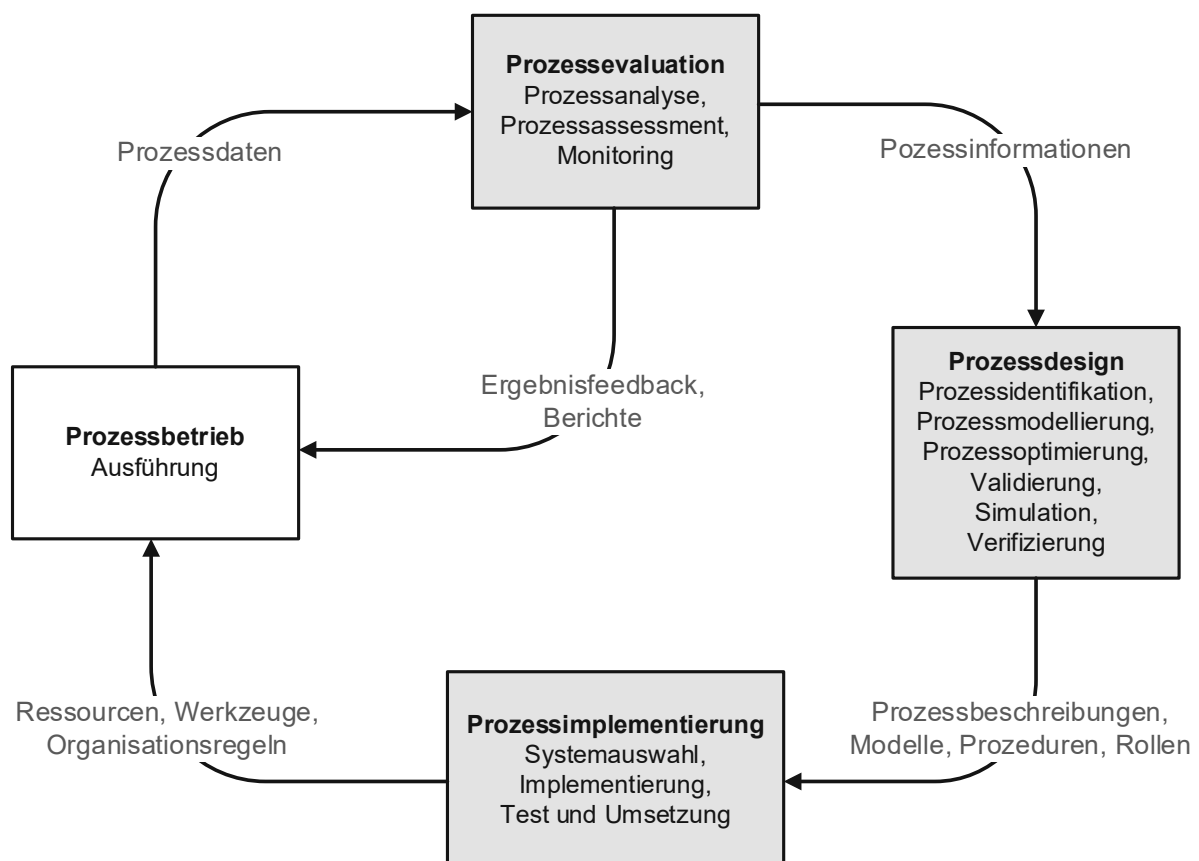 Prozessevaluation
Prozessanalyse,
Prozessassessment,
Monitoring
Prozessdaten
Pozessinformationen
Ergebnisfeedback,
Berichte
Prozessdesign
Prozessidentifikation,
Prozessmodellierung,
Prozessoptimierung,
Validierung,
Simulation,
Verifizierung
Prozessbetrieb
Ausführung
Ressourcen, Werkzeuge,
Organisationsregeln
Prozessimplementierung
Systemauswahl,
Implementierung,
Test und Umsetzung
Prozessbeschreibungen,
Modelle, Prozeduren, Rollen